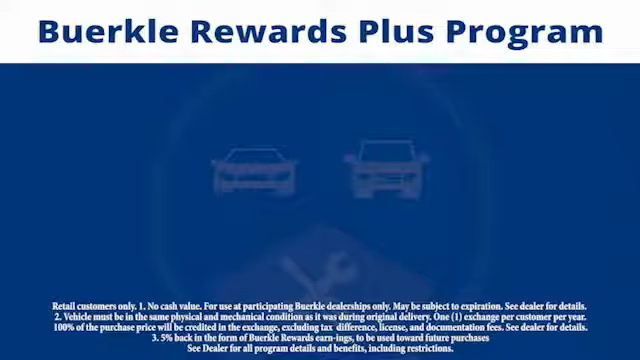 Buerkle Rewards Plus Program
Retail customers only. 1. No cash value. For use at participating Buerkle dealerships only. May be subject to expiration. See dealer for details.
2. Vehicle must be in the same physical and mechanical condition as it was during original delivery. One (1) exchange per customer per year.
100% of the purchase price will be credited in the exchange, excluding tax difference, license, and documentation fees. See dealer for details.
3. 5% back in the form of Buerkle Rewards earn-ings, to be used toward future purchases
See Dealer for all program details and benefits, including restrictions.